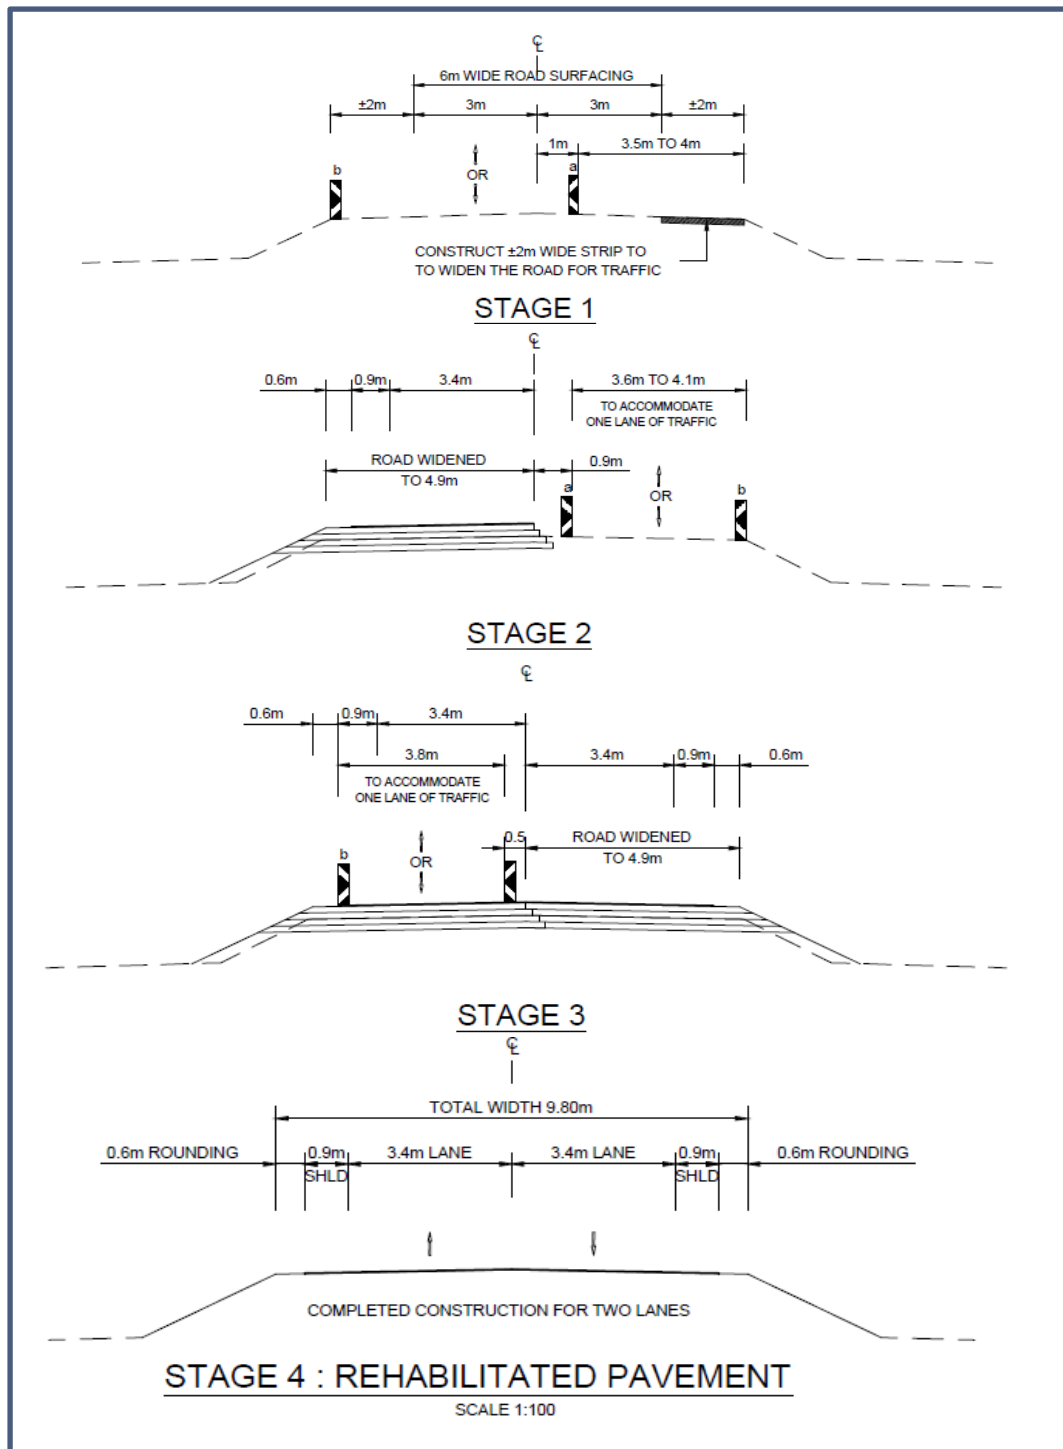 ℄
6m WIDE ROAD SURFACING
±2m 3m 3m ±2m
1m 3.5m TO 4m
b OR a
CONSTRUCT ±2m WIDE STRIP TO
TO WIDEN THE ROAD FOR TRAFFIC
STAGE 1
℄
0.6m 0.9m 3.4m 3.6m TO 4.1m
TO ACCOMMODATE
ONE LANE OF TRAFFIC
ROAD WIDENED
TO 4.9m
0.9m
a OR b
STAGE 2
℄
0.6m 0.9m 3.4m
3.8m 3.4m 0.9m 0.6m
TO ACCOMMODATE
ONE LANE OF TRAFFIC
b OR 0.5 ROAD WIDENED
TO 4.9m
STAGE 3
℄
TOTAL WIDTH 9.80m
0.6m ROUNDING 0.9m 3.4m LANE 3.4m LANE 0.9m 0.6m ROUNDING
SHLD SHLD
COMPLETED CONSTRUCTION FOR TWO LANES
STAGE 4 : REHABILITATED PAVEMENT
SCALE 1:100